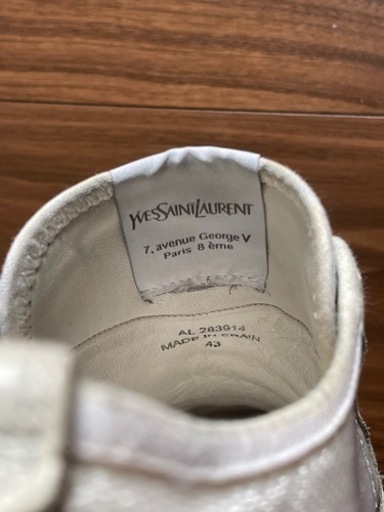 YVESSAINTLAURENT
7, avenue George V
Paris 8 ème
AL 283914
MADE IN SPAIN
43